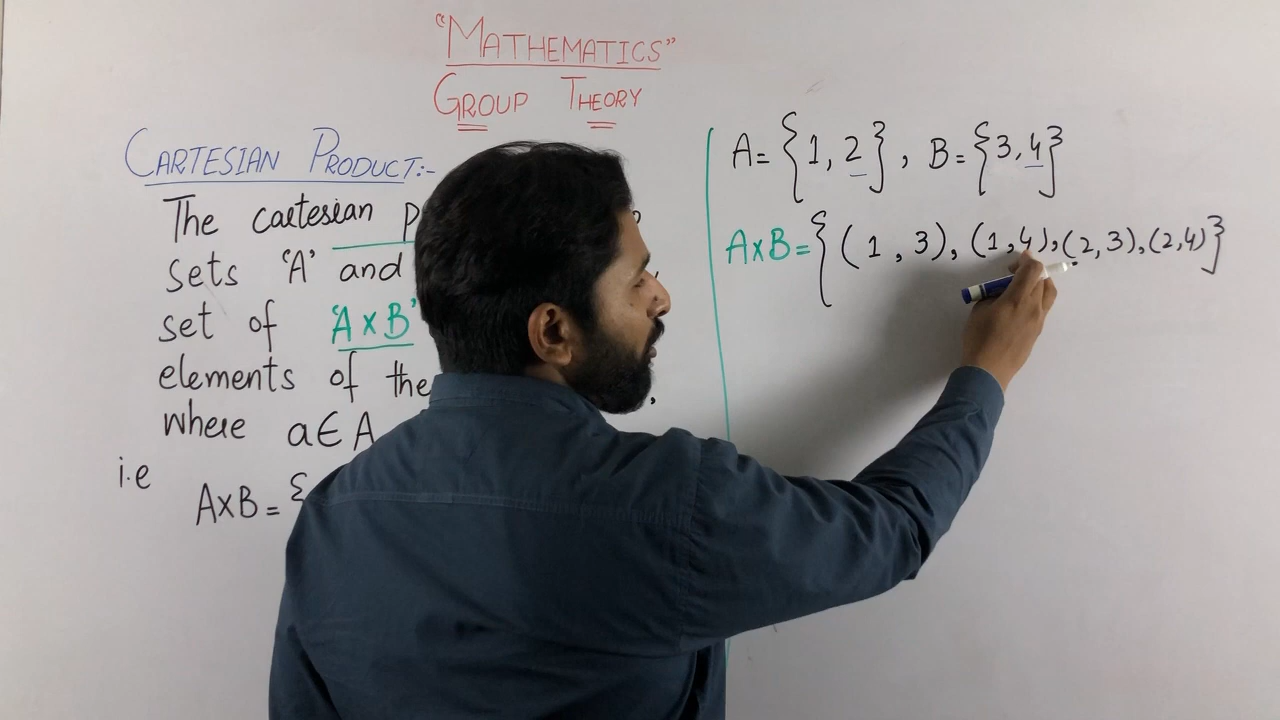 "MATHEMATICS"
GROUP THEORY
CARTESIAN PRODUCT:-
The cartesian
sets 'A' and
set of 'A×B'
elements of the
where a∈A
i.e A×B = {
A = {1, 2}, B = {3, 4}
A×B = {(1, 3), (1,4), (2,3), (2,4)}